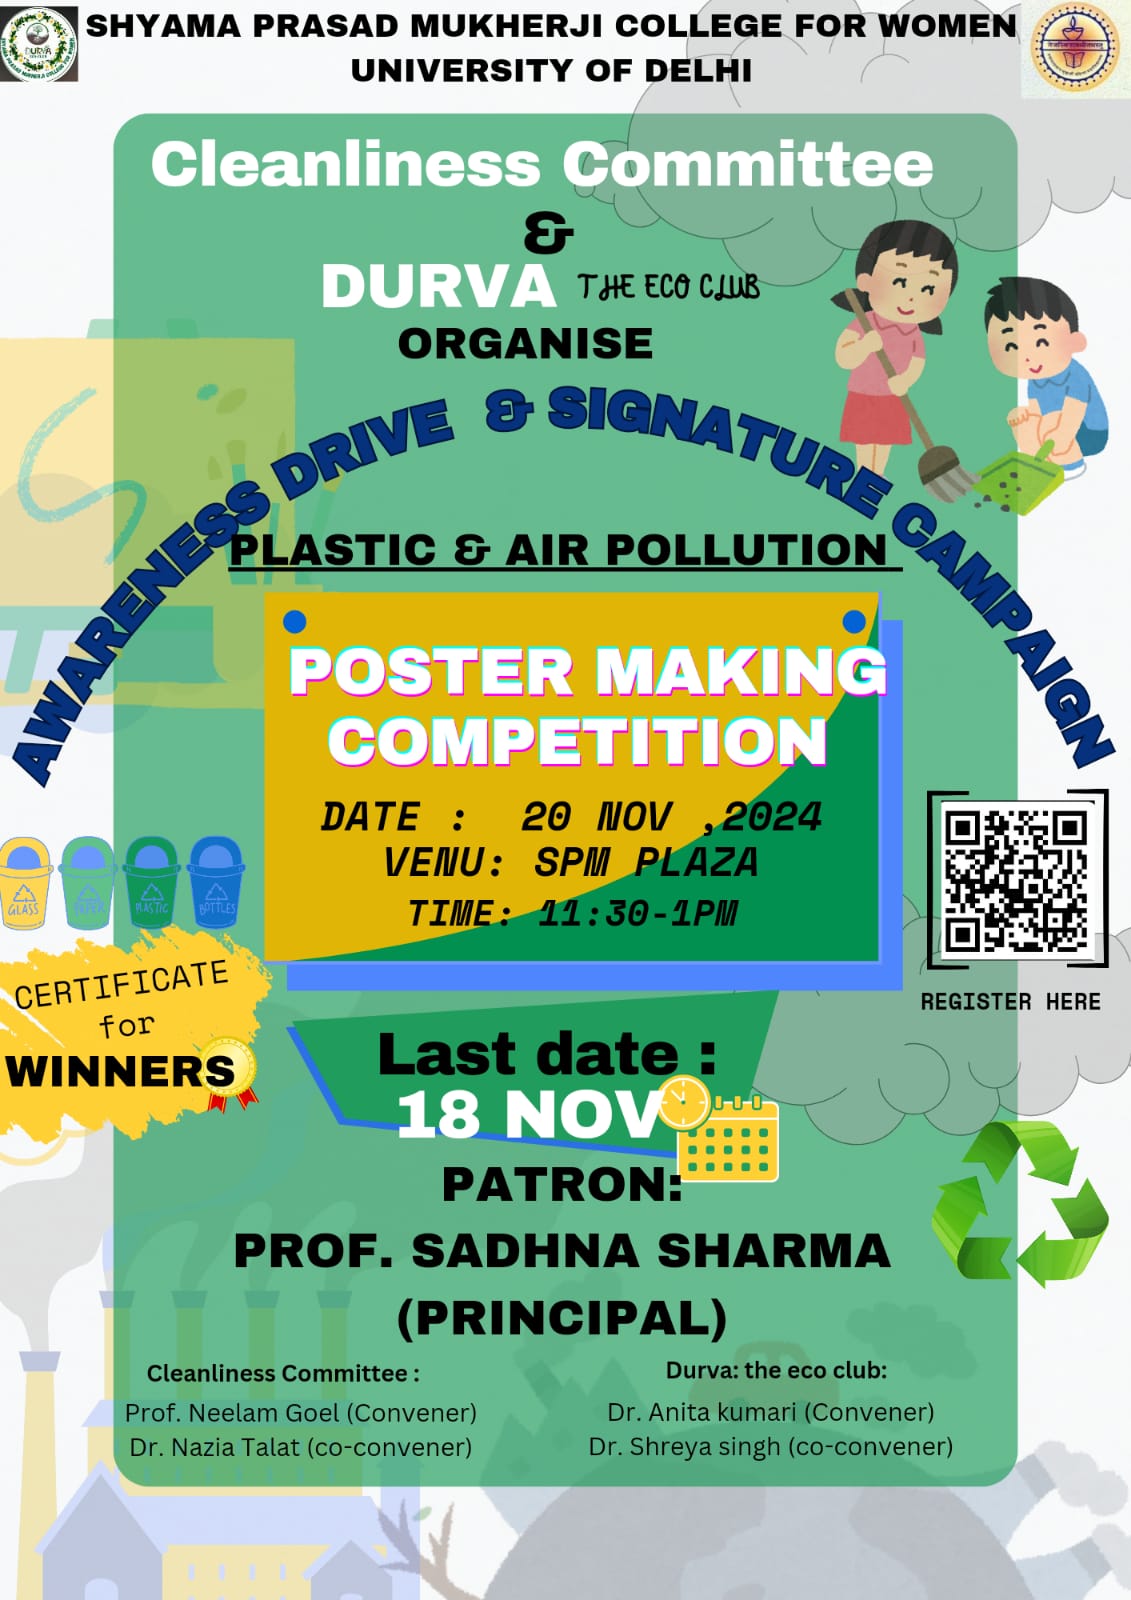 SHYAMA PRASAD MUKHERJI COLLEGE FOR WOMEN
UNIVERSITY OF DELHI
DURVA
Cleanliness Committee
&
DURVA THE ECO CLUB
ORGANISE
AWARENESS DRIVE & SIGNATURE CAMPAIGN
PLASTIC & AIR POLLUTION
POSTER MAKING
COMPETITION
DATE : 20 NOV ,2024
VENU: SPM PLAZA
TIME: 11:30-1PM
GLASS
PAPER
PLASTIC
BOTTLES
CERTIFICATE
for
WINNERS
REGISTER HERE
Last date :
18 NOV
PATRON:
PROF. SADHNA SHARMA
(PRINCIPAL)
Cleanliness Committee :
Prof. Neelam Goel (Convener)
Dr. Nazia Talat (co-convener)
Durva: the eco club:
Dr. Anita kumari (Convener)
Dr. Shreya singh (co-convener)